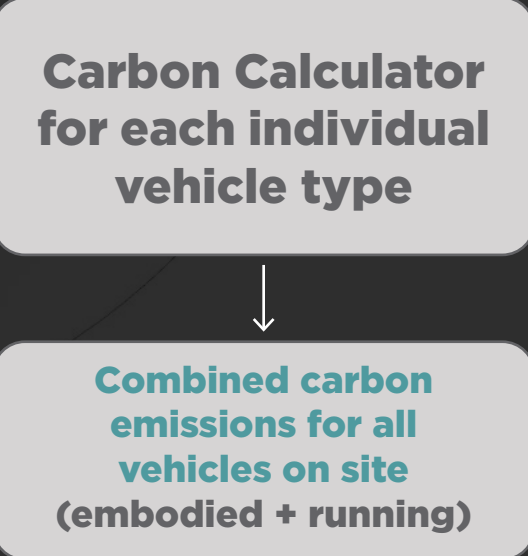 Carbon Calculator
for each individual
vehicle type
Combined carbon
emissions for all
vehicles on site
(embodied + running)